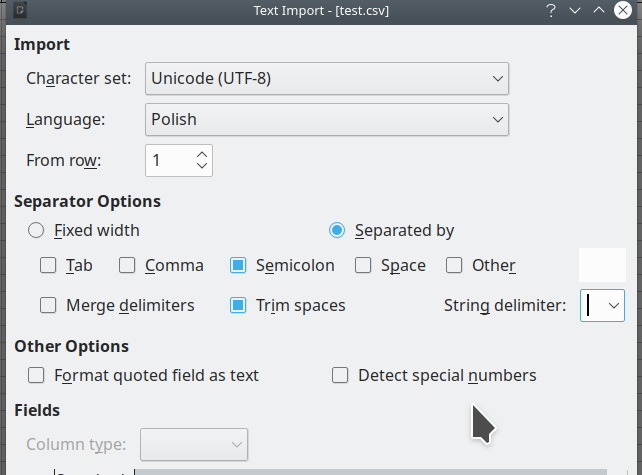 Text Import - [test.csv]
Import
Character set: Unicode (UTF-8)
Language: Polish
From row: 1
Separator Options
Fixed width Separated by
Tab Comma Semicolon Space Other
Merge delimiters Trim spaces String delimiter:
Other Options
Format quoted field as text Detect special numbers
Fields
Column type: